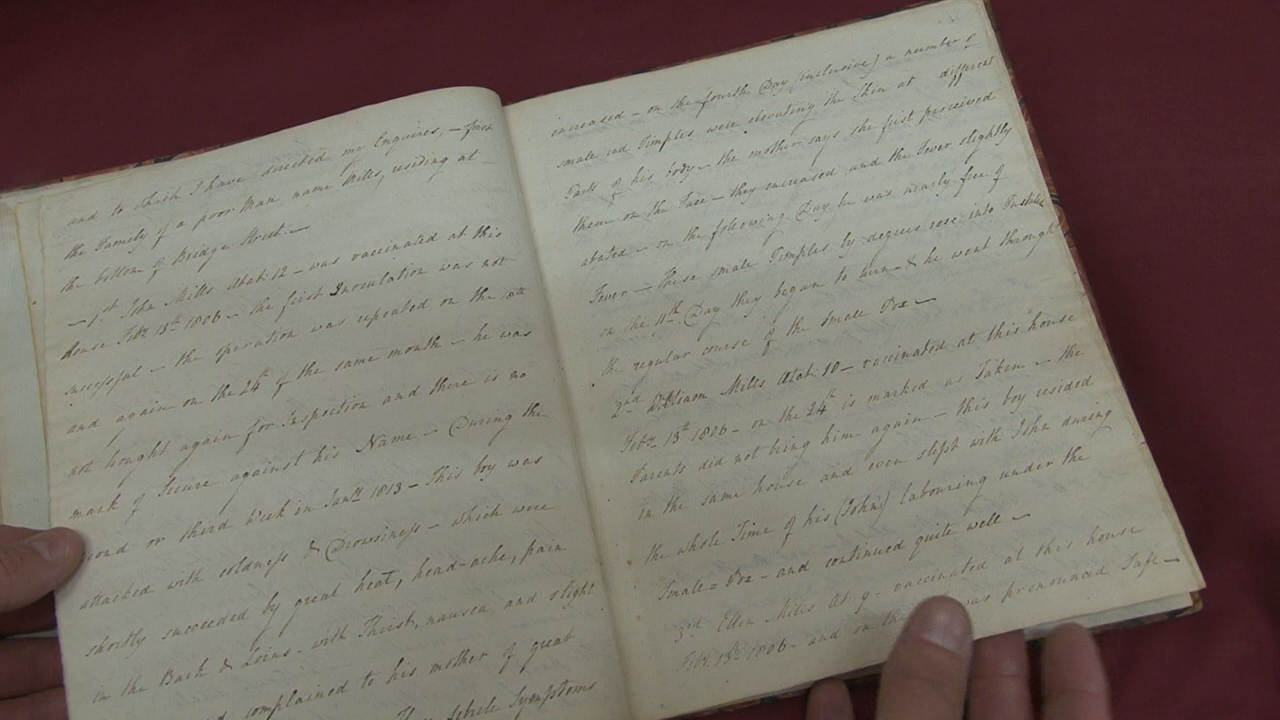 and to which I have directed my Enquires, – first
the Family of a poor Man, name Mills, residing at
the bottom of Bridge Street. —
– 1st. John Mills Ætat. 12 – was vaccinated at this
House Feby. 13th 1806 – the first Inoculation was not
successful – the operation was repeated on the
and again on the 24th of the same month – he was
not brought again for Inspection and there is no
mark of Secure against his Name – During the
second or third Week in Jany. 1813 – This boy was
attacked with coldness & Drowsiness – which were
shortly succeeded by great heat, head-ache, pain
in the Back & Loins – with Thirst, nausea, and slight
complained to his mother of great
febrile Symptoms
increased – on the fourth Day (inclusive) a number of
small red Pimples were elevating the Skin at different
Parts of his body – the mother says she first perceived
them on the Face – they increased and the Fever slightly
abated – on the following Day he was nearly free of
Fever – These small Pimples by degrees rose into Pustules
on the 11th Day they began to turn – & he went through
the regular course of the Small Pox –
2nd William Mills Ætat. 10 – vaccinated at this house
Feby. 13th 1806 – on the 24th is marked as Taken – the
Parents did not bring him again – this boy resided
in the same house and even slept with John during
the whole Time of his (John) labouring under the
Small = Pox – and continued quite well –
3rd. Ellen Mills Æt. 9 – vaccinated at this house
Feby. 13th 1806 – and on the was pronounced Safe –